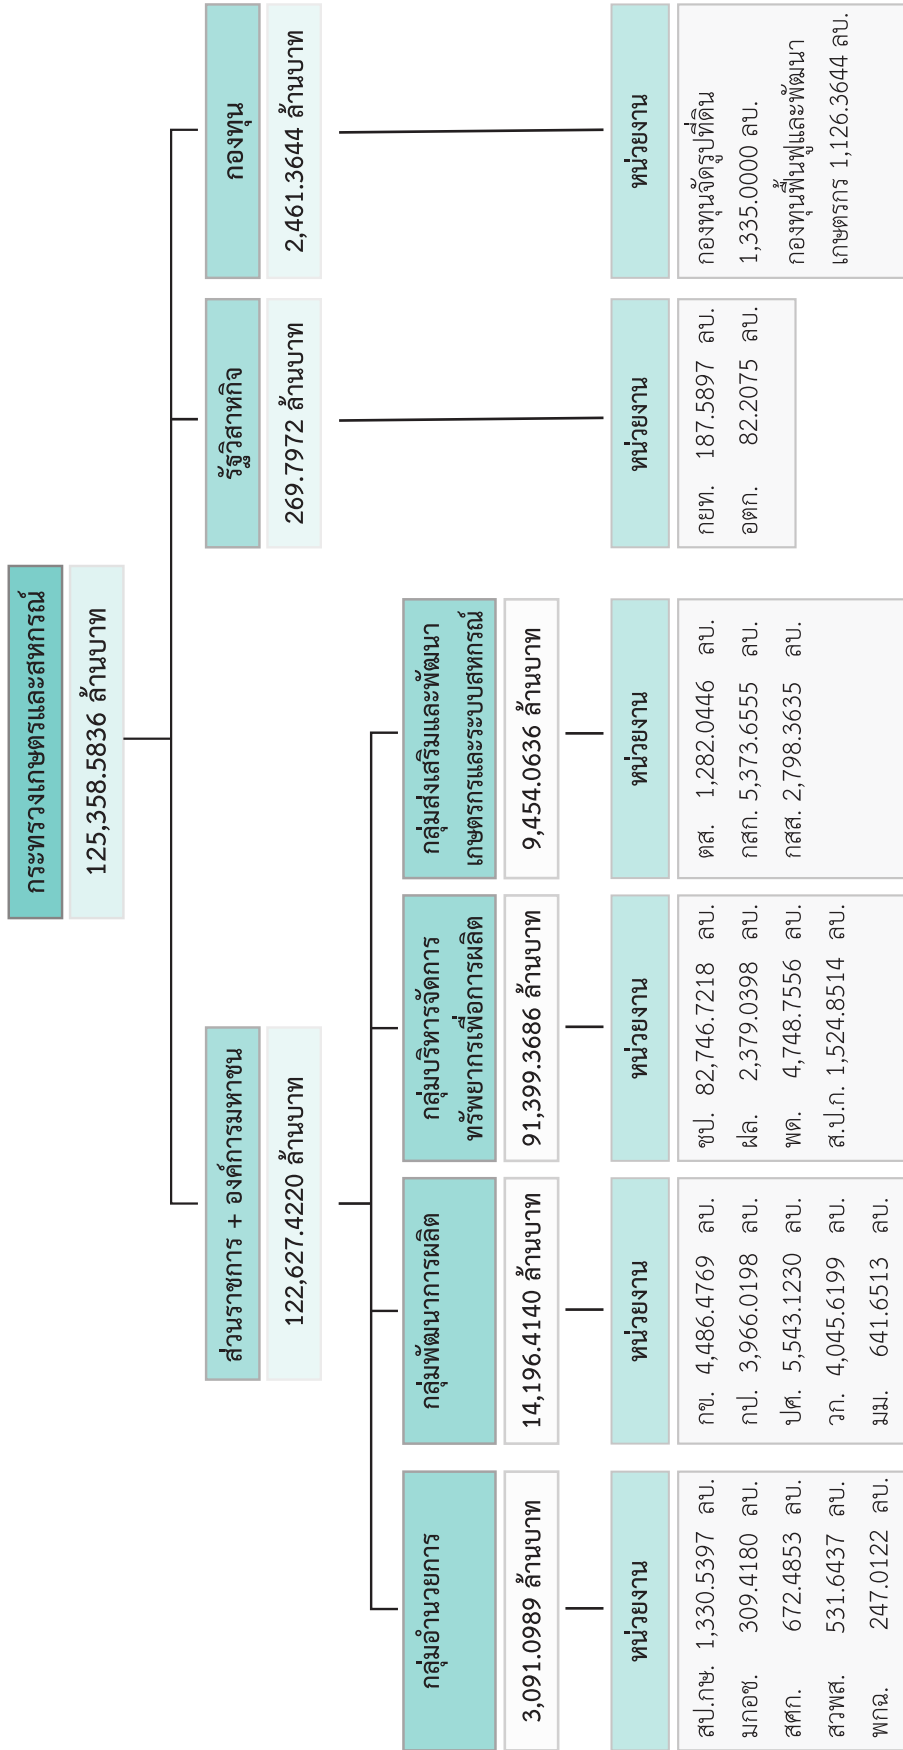 กระทรวงเกษตรและสหกรณ์
125,358.5836 ล้านบาท
ส่วนราชการ + องค์การมหาชน
122,627.4220 ล้านบาท
รัฐวิสาหกิจ
269.7972 ล้านบาท
กองทุน
2,461.3644 ล้านบาท
กลุ่มอำนวยการ
3,091.0989 ล้านบาท
กลุ่มพัฒนาการผลิต
14,196.4140 ล้านบาท
กลุ่มบริหารจัดการ
ทรัพยากรเพื่อการผลิต
91,399.3686 ล้านบาท
กลุ่มส่งเสริมและพัฒนา
เกษตรกรและระบบสหกรณ์
9,454.0636 ล้านบาท
หน่วยงาน
สป.กษ. 1,330.5397 ลบ.
มกอช. 309.4180 ลบ.
สศก. 672.4853 ลบ.
สวพส. 531.6437 ลบ.
พกฉ. 247.0122 ลบ.
หน่วยงาน
กข. 4,486.4769 ลบ.
กป. 3,966.0198 ลบ.
ปศ. 5,543.1230 ลบ.
วก. 4,045.6199 ลบ.
มม. 641.6513 ลบ.
หน่วยงาน
ชป. 82,746.7218 ลบ.
ฝล. 2,379.0398 ลบ.
พด. 4,748.7556 ลบ.
ส.ป.ก. 1,524.8514 ลบ.
หน่วยงาน
ตส. 1,282.0446 ลบ.
กสก. 5,373.6555 ลบ.
กสส. 2,798.3635 ลบ.
หน่วยงาน
กยท. 187.5897 ลบ.
อตก. 82.2075 ลบ.
หน่วยงาน
กองทุนจัดรูปที่ดิน
1,335.0000 ลบ.
กองทุนฟื้นฟูและพัฒนา
เกษตรกร 1,126.3644 ลบ.